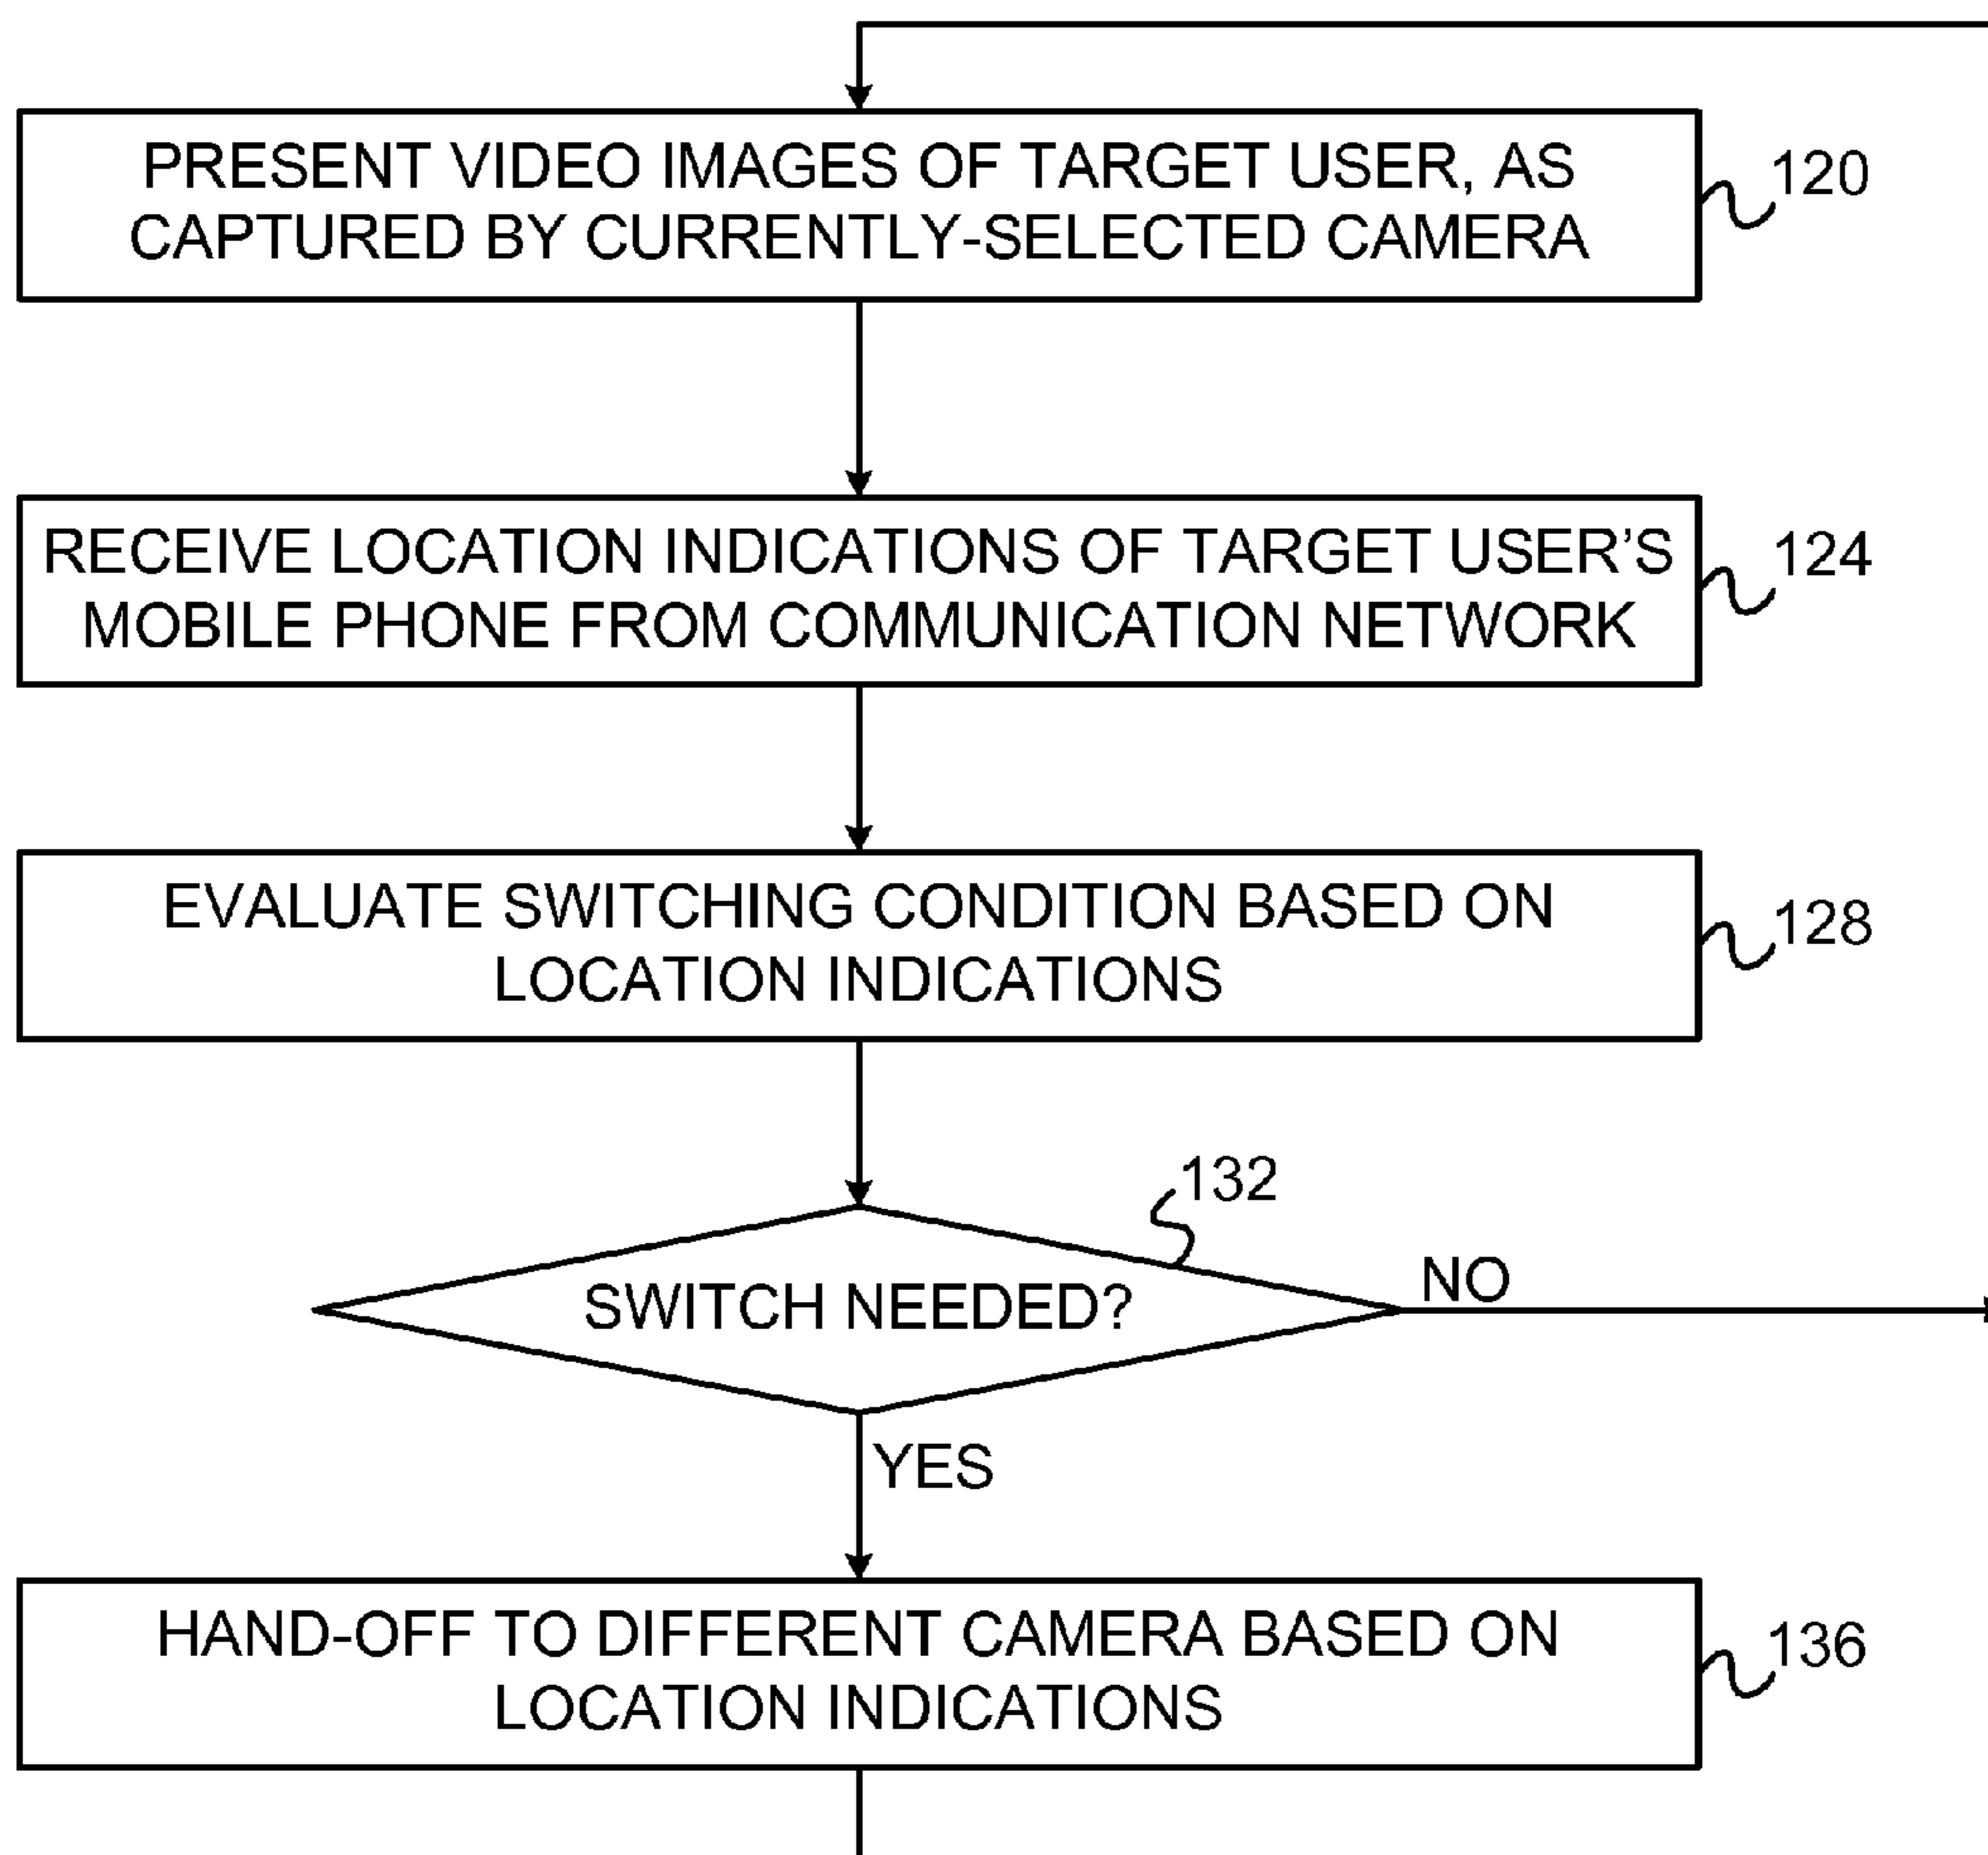 PRESENT VIDEO IMAGES OF TARGET USER, AS
CAPTURED BY CURRENTLY-SELECTED CAMERA
120
RECEIVE LOCATION INDICATIONS OF TARGET USER'S
MOBILE PHONE FROM COMMUNICATION NETWORK
124
EVALUATE SWITCHING CONDITION BASED ON
LOCATION INDICATIONS
128
132
SWITCH NEEDED?
NO
YES
HAND-OFF TO DIFFERENT CAMERA BASED ON
LOCATION INDICATIONS
136